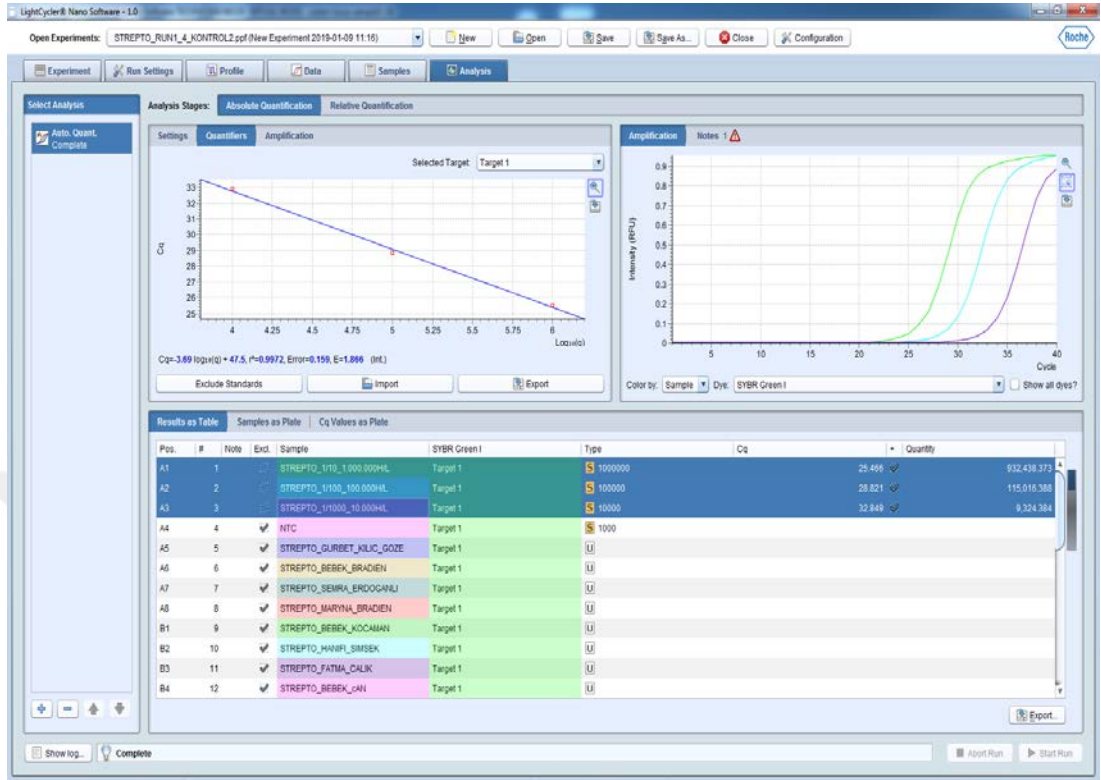 LightCycler® Nano Software - 1.0
Open Experiments: STREPTO_RUN1_4_KONTROL2.ppf (New Experiment 2019-01-09 11:16) New Open Save Save As... Close Configuration Roche
Experiment Run Settings Profile Data Samples Analysis
Select Analysis
Auto. Quant.
Complete
Analysis Stages: Absolute Quantification Relative Quantification
Settings Quantifiers Amplification
Selected Target: Target 1
33
32
31
30
29
28
27
26
25
Cq
4 4.25 4.5 4.75 5 5.25 5.5 5.75 6
Log₁₀(q)
Cq=-3.69 log₁₀(q) + 47.5, r²=0.9972, Error=0.159, E=1.866 (Int.)
Exclude Standards Import Export
Amplification Notes 1
0.9
0.8
0.7
0.6
0.5
0.4
0.3
0.2
0.1
0
Intensity (RFU)
5 10 15 20 25 30 35 40
Cycle
Color by: Sample Dye: SYBR Green I Show all dyes?
Results as Table Samples as Plate Cq Values as Plate
Pos. # Note Excl. Sample SYBR Green I Type Cq Quantity
A1 1 STREPTO_1/10_1.000.000H/L Target 1 S 1000000 25.466 932,438.373
A2 2 STREPTO_1/100_100.000H/L Target 1 S 100000 28.821 115,016.388
A3 3 STREPTO_1/1000_10.000H/L Target 1 S 10000 32.849 9,324.384
A4 4 NTC Target 1 S 1000
A5 5 STREPTO_GURBET_KILIC_GOZE Target 1 U
A6 6 STREPTO_BEBEK_BRADIEN Target 1 U
A7 7 STREPTO_SEMRA_ERDOGANLI Target 1 U
A8 8 STREPTO_MARYNA_BRADIEN Target 1 U
B1 9 STREPTO_BEBEK_KOCAMAN Target 1 U
B2 10 STREPTO_HANIFI_SIMSEK Target 1 U
B3 11 STREPTO_FATMA_CALIK Target 1 U
B4 12 STREPTO_BEBEK_cAN Target 1 U
Export...
Show log... Complete Abort Run Start Run